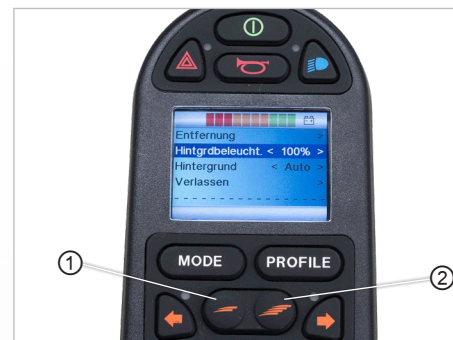 Entfernung >
Hintgrdbeleucht. < 100% >
Hintergrund < Auto >
Verlassen >
MODE PROFILE
1
2